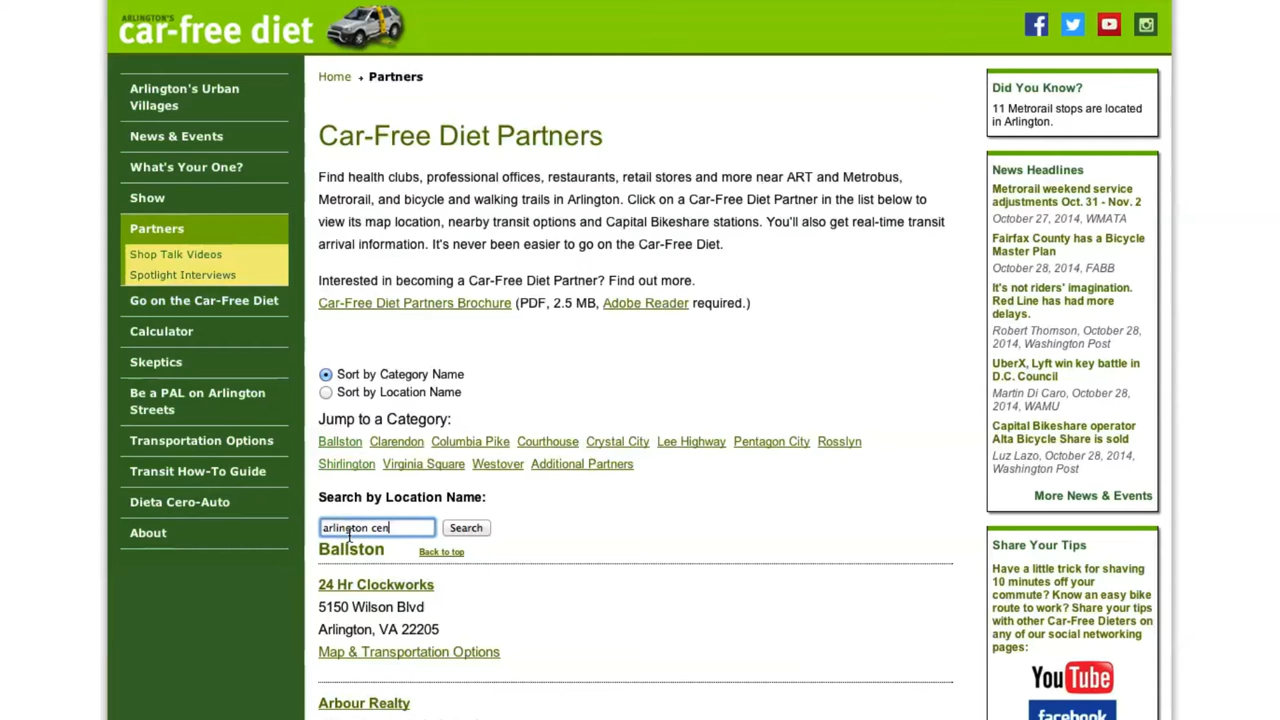 ARLINGTON'S
car-free diet
Arlington's Urban
Villages
News & Events
What's Your One?
Show
Partners
Shop Talk Videos
Spotlight Interviews
Go on the Car-Free Diet
Calculator
Skeptics
Be a PAL on Arlington
Streets
Transportation Options
Transit How-To Guide
Dieta Cero-Auto
About
Home → Partners
Car-Free Diet Partners
Find health clubs, professional offices, restaurants, retail stores and more near ART and Metrobus,
Metrorail, and bicycle and walking trails in Arlington. Click on a Car-Free Diet Partner in the list below to
view its map location, nearby transit options and Capital Bikeshare stations. You'll also get real-time transit
arrival information. It's never been easier to go on the Car-Free Diet.
Interested in becoming a Car-Free Diet Partner? Find out more.
Car-Free Diet Partners Brochure (PDF, 2.5 MB, Adobe Reader required.)
Sort by Category Name
Sort by Location Name
Jump to a Category:
Ballston Clarendon Columbia Pike Courthouse Crystal City Lee Highway Pentagon City Rosslyn
Shirlington Virginia Square Westover Additional Partners
Search by Location Name:
arlington cen Search
Ballston Back to top
24 Hr Clockworks
5150 Wilson Blvd
Arlington, VA 22205
Map & Transportation Options
Arbour Realty
Did You Know?
11 Metrorail stops are located
in Arlington.
News Headlines
Metrorail weekend service
adjustments Oct. 31 - Nov. 2
October 27, 2014, WMATA
Fairfax County has a Bicycle
Master Plan
October 28, 2014, FABB
It's not riders' imagination.
Red Line has had more
delays.
Robert Thomson, October 28,
2014, Washington Post
UberX, Lyft win key battle in
D.C. Council
Martin Di Caro, October 28,
2014, WAMU
Capital Bikeshare operator
Alta Bicycle Share is sold
Luz Lazo, October 28, 2014,
Washington Post
More News & Events
Share Your Tips
Have a little trick for shaving
10 minutes off your
commute? Know an easy bike
route to work? Share your tips
with other Car-Free Dieters on
any of our social networking
pages:
YouTube
facebook